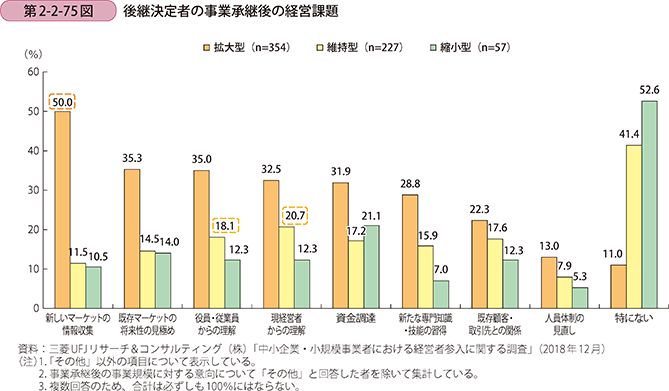 第2-2-75図 後継決定者の事業承継後の経営課題
拡大型（n=354） 維持型（n=227） 縮小型（n=57）
（%）
60
50
40
30
20
10
0
50.0
11.5
10.5
35.3
14.5
14.0
35.0
18.1
12.3
32.5
20.7
12.3
31.9
17.2
21.1
28.8
15.9
7.0
22.3
17.6
12.3
13.0
7.9
5.3
11.0
41.4
52.6
新しいマーケットの
情報収集
既存マーケットの
将来性の見極め
役員・従業員
からの理解
現経営者
からの理解
資金調達
新たな専門知識
・技能の習得
既存顧客・
取引先との関係
人員体制の
見直し
特にない
資料：三菱UFJリサーチ＆コンサルティング（株）「中小企業・小規模事業者における経営者参入に関する調査」（2018年12月）
（注）1.「その他」以外の項目について表示している。
2. 事業承継後の事業規模に対する意向について「その他」と回答した者を除いて集計している。
3. 複数回答のため、合計は必ずしも100％にはならない。